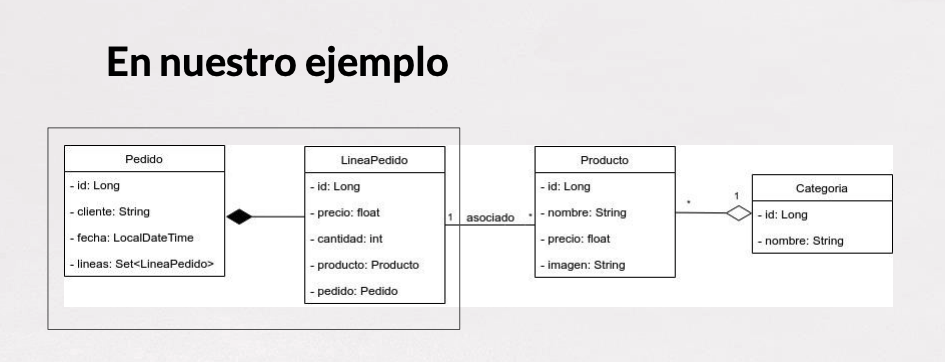 En nuestro ejemplo
Pedido
- id: Long
- cliente: String
- fecha: LocalDateTime
- lineas: Set<LineaPedido>
LineaPedido
- id: Long
- precio: float
- cantidad: int
- producto: Producto
- pedido: Pedido
1 asociado *
Producto
- id: Long
- nombre: String
- precio: float
- imagen: String
* 1
Categoria
- id: Long
- nombre: String